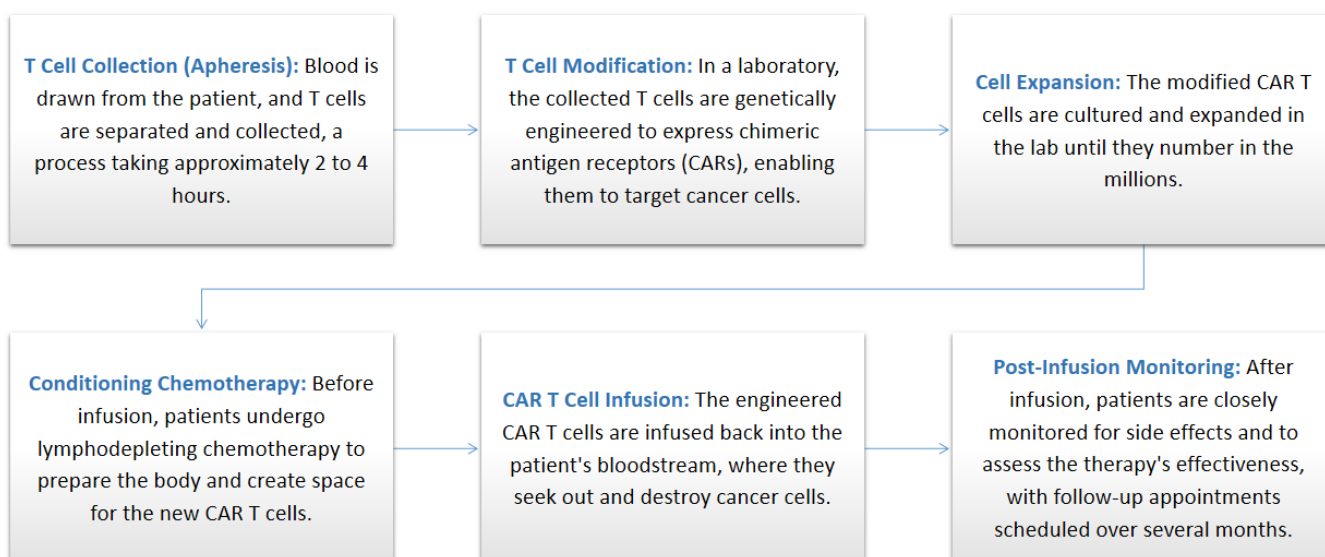 T Cell Collection (Apheresis): Blood is
drawn from the patient, and T cells
are separated and collected, a
process taking approximately 2 to 4
hours.
T Cell Modification: In a laboratory,
the collected T cells are genetically
engineered to express chimeric
antigen receptors (CARs), enabling
them to target cancer cells.
Cell Expansion: The modified CAR T
cells are cultured and expanded in
the lab until they number in the
millions.
Conditioning Chemotherapy: Before
infusion, patients undergo
lymphodepleting chemotherapy to
prepare the body and create space
for the new CAR T cells.
CAR T Cell Infusion: The engineered
CAR T cells are infused back into the
patient's bloodstream, where they
seek out and destroy cancer cells.
Post-Infusion Monitoring: After
infusion, patients are closely
monitored for side effects and to
assess the therapy's effectiveness,
with follow-up appointments
scheduled over several months.